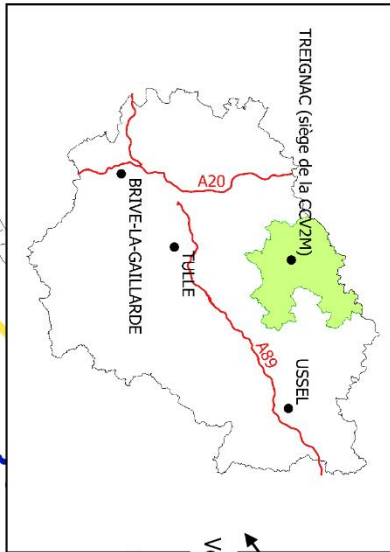 TREIGNAC (siège de la CCV2M)
A20
BRIVE-LA-GAILLARDE
TULLE
A89
USSEL